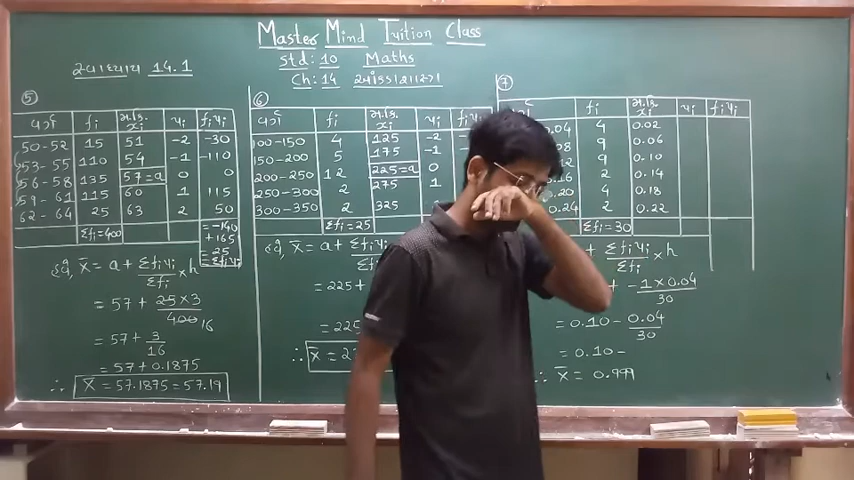 Master Mind Tuition Class
std: 10 Maths
Ch: 14 આંકડાશાસ્ત્ર
સ્વાધ્યાય 14.1
5
વર્ગ fi મ.કિ. xi ui fiui
50-52 15 51 -2 -30
53-55 110 54 -1 -110
56-58 135 57=a 0 0
59-61 115 60 1 115
62-64 25 63 2 50
Σfi=400 =-140
+165
=25
=Σfiui
હવે, x̄ = a + Σfiui/Σfi × h
= 57 + 25×3/400 16
= 57 + 3/16
= 57 + 0.1875
∴ x̄ = 57.1875 = 57.19
6
વર્ગ fi મ.કિ. xi ui fiui
100-150 4 125 -2
150-200 5 175 -1
200-250 12 225=a 0
250-300 2 275 1
300-350 2 325
Σfi=25
હવે, x̄ = a + Σfiui
= 225+
= 225
∴ x̄ = 2
7
fi મ.કિ. xi ui fiui
0.04 4 0.02
9 0.06
9 0.10
2 0.14
0.20 4 0.18
0.24 2 0.22
Σfi=30
+ Σfiui/Σfi × h
+ -1×0.04/30
= 0.10 - 0.04/30
= 0.10 -
∴ x̄ = 0.999